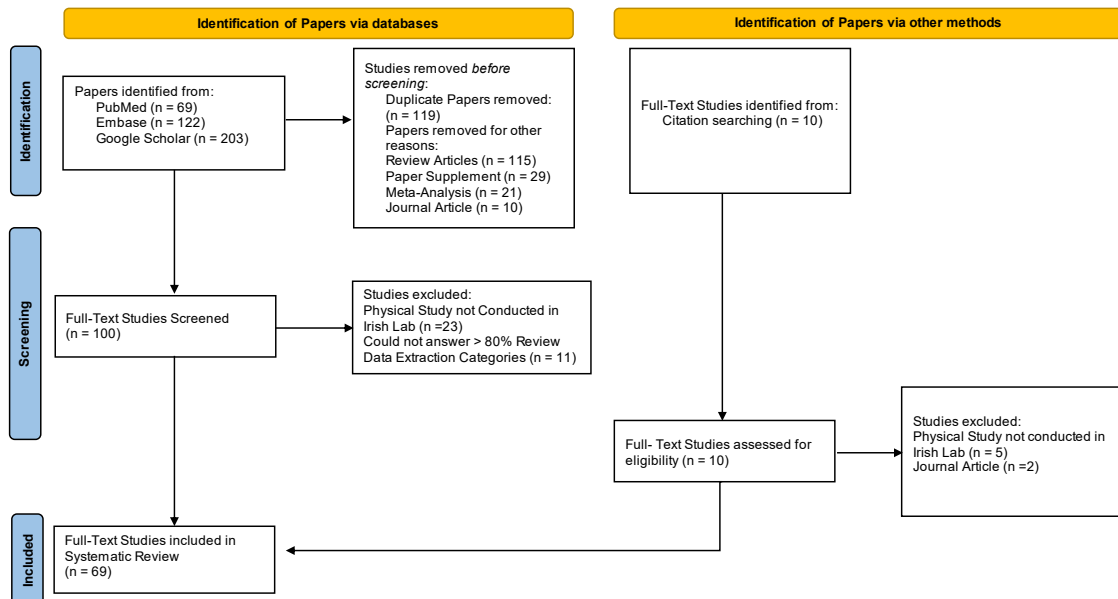 Identification of Papers via databases
Identification of Papers via other methods
Identification
Papers identified from:
PubMed (n = 69)
Embase (n = 122)
Google Scholar (n = 203)
Studies removed before
screening:
Duplicate Papers removed:
(n = 119)
Papers removed for other
reasons:
Review Articles (n = 115)
Paper Supplement (n = 29)
Meta-Analysis (n = 21)
Journal Article (n = 10)
Full-Text Studies identified from:
Citation searching (n = 10)
Screening
Full-Text Studies Screened
(n = 100)
Studies excluded:
Physical Study not Conducted in
Irish Lab (n =23)
Could not answer > 80% Review
Data Extraction Categories (n = 11)
Full- Text Studies assessed for
eligibility (n = 10)
Studies excluded:
Physical Study not conducted in
Irish Lab (n = 5)
Journal Article (n =2)
Included
Full-Text Studies included in
Systematic Review
(n = 69)